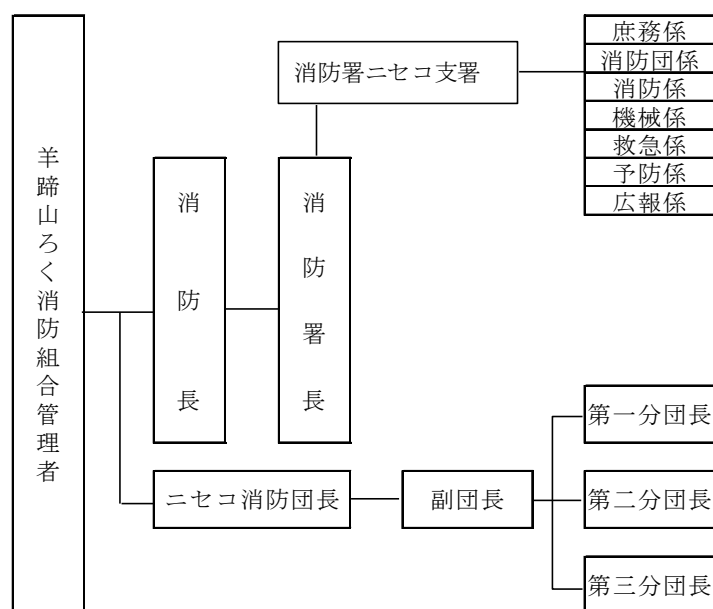 羊蹄山ろく消防組合管理者
消防長
消防署長
消防署ニセコ支署
庶務係
消防団係
消防係
機械係
救急係
予防係
広報係
ニセコ消防団長
副団長
第一分団長
第二分団長
第三分団長